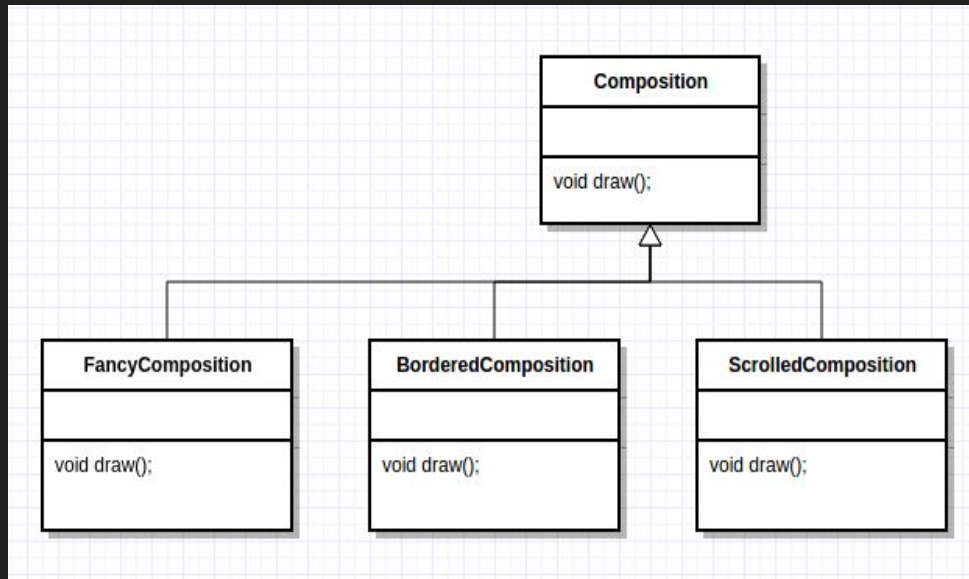 Composition
void draw();
FancyComposition
BorderedComposition
ScrolledComposition
void draw();
void draw();
void draw();